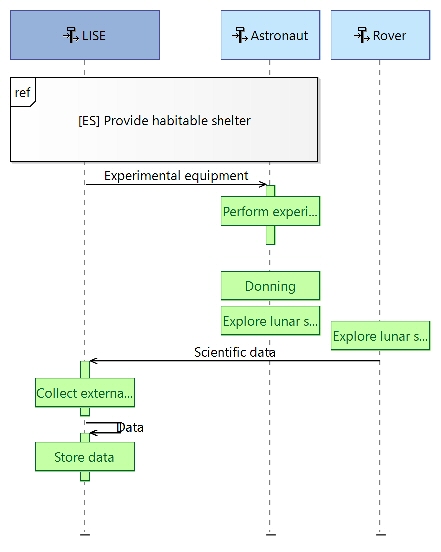 LISE
Astronaut
Rover
ref
[ES] Provide habitable shelter
Experimental equipment
Perform experi...
Donning
Explore lunar s...
Explore lunar s...
Scientific data
Collect externa...
Data
Store data